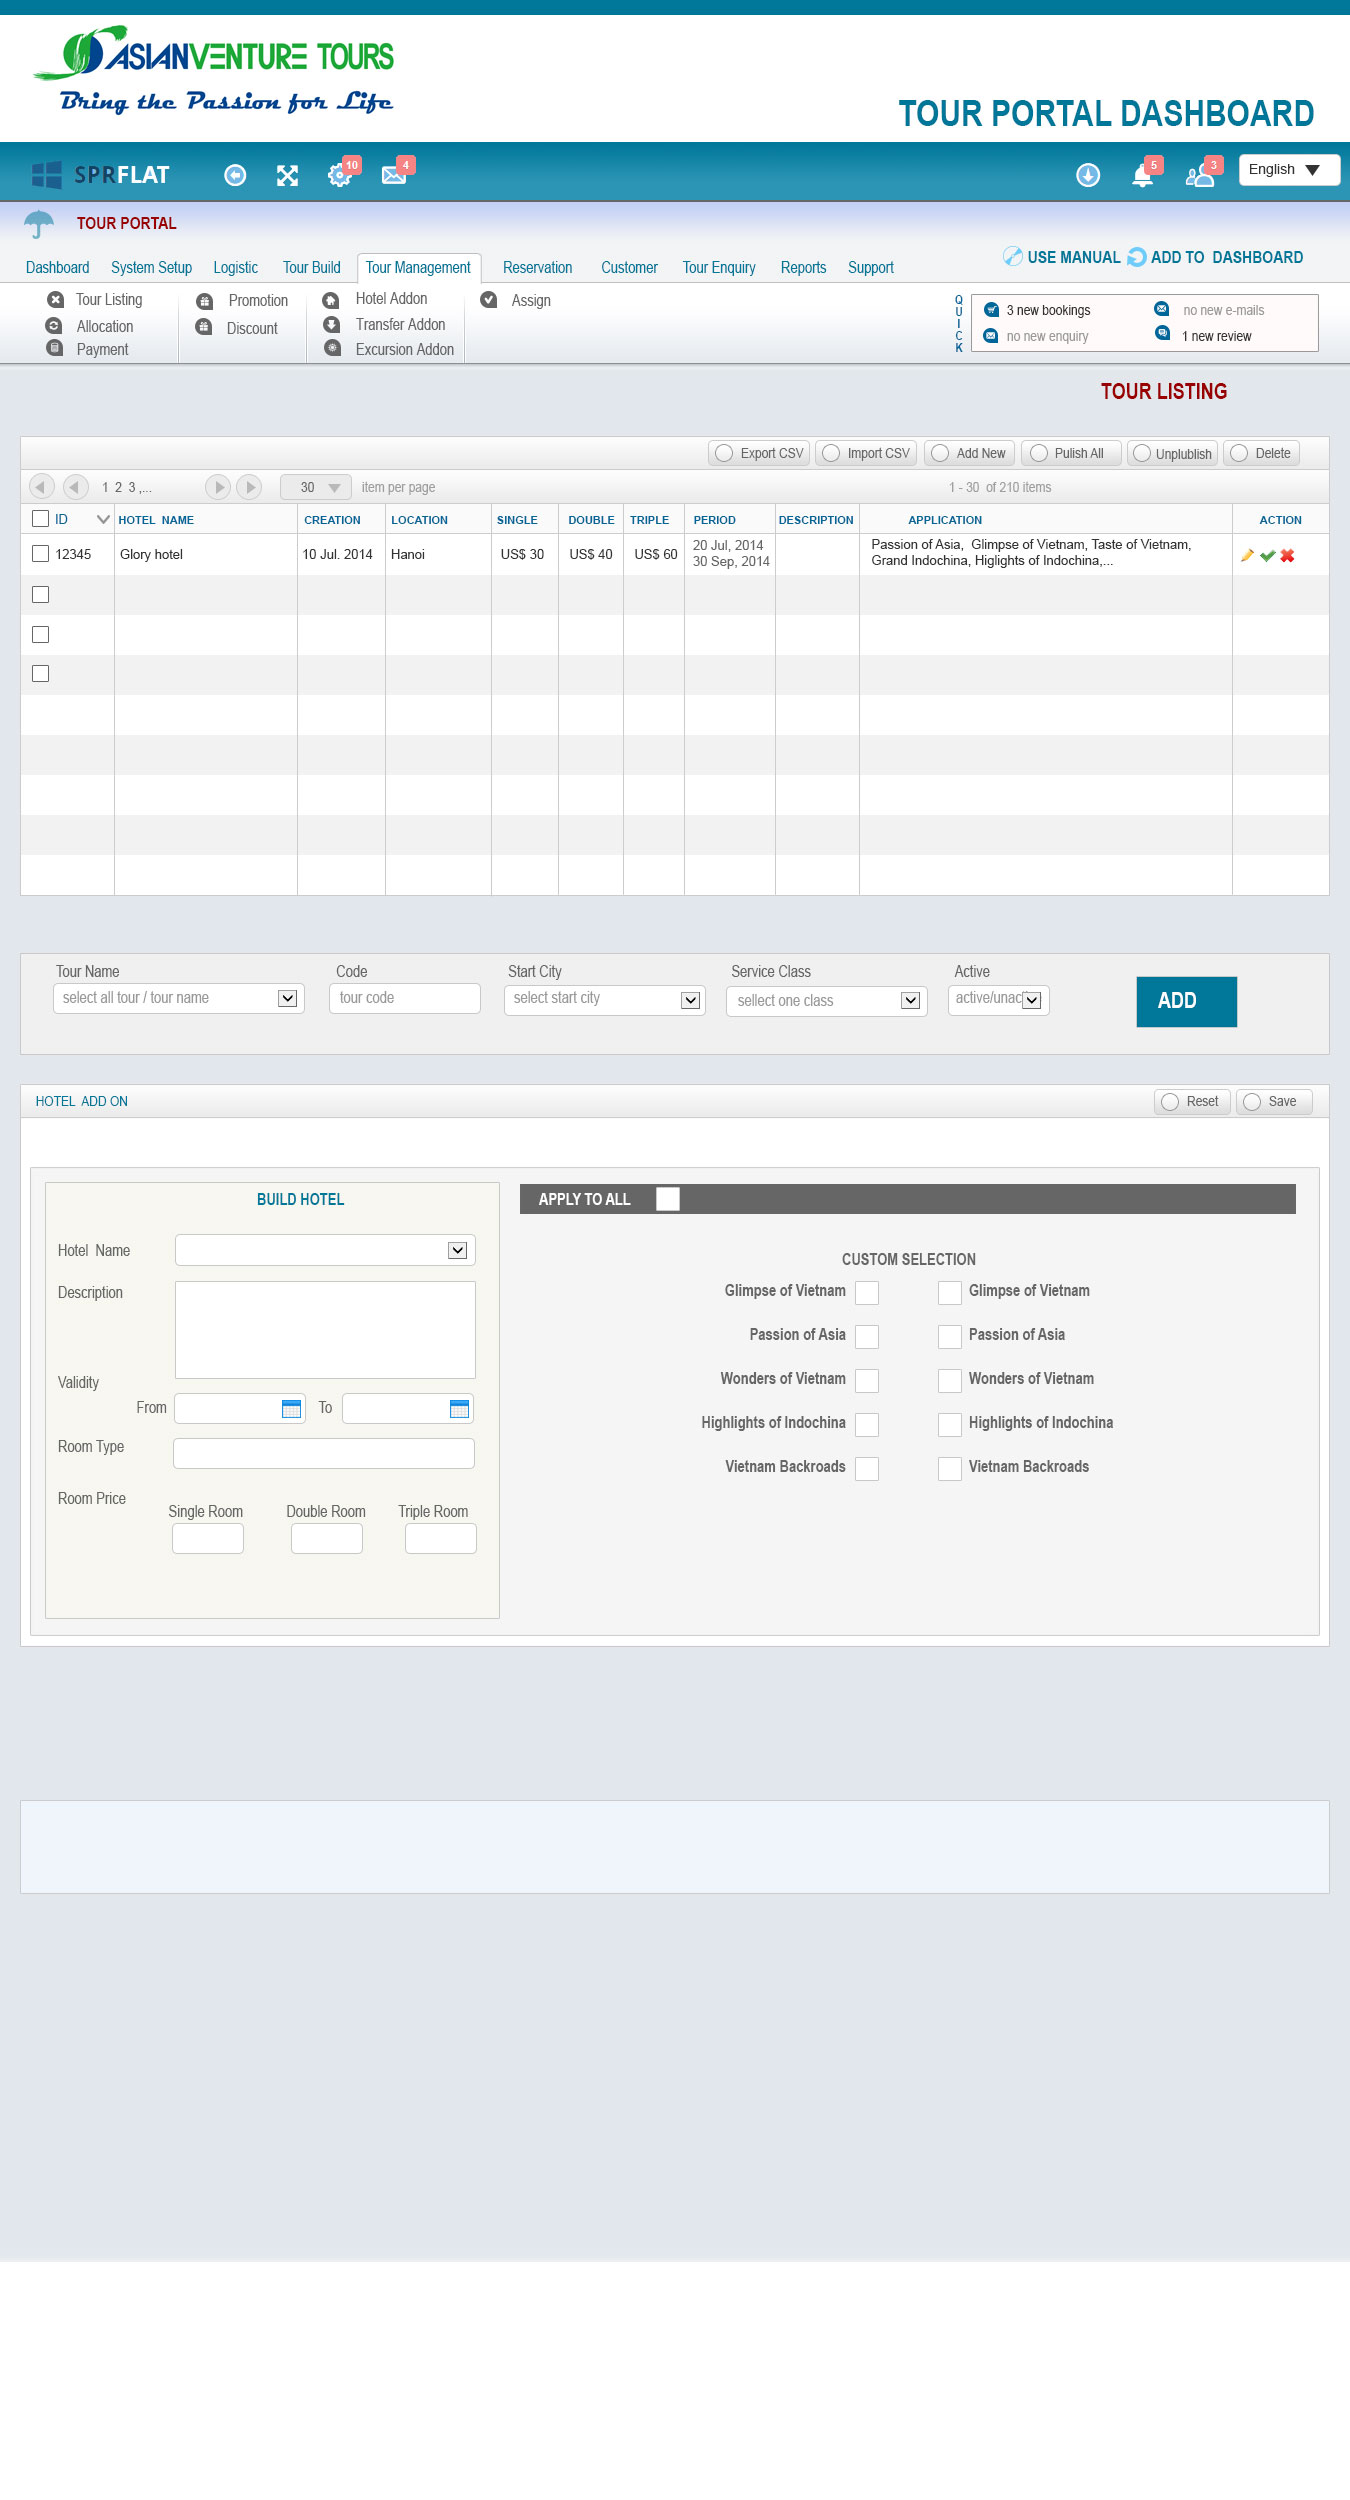 ASIANVENTURE TOURS
Bring the Passion for Life
TOUR PORTAL DASHBOARD
SPRFLAT
10
4
5
3
English
TOUR PORTAL
USE MANUAL
ADD TO DASHBOARD
Dashboard System Setup Logistic Tour Build Tour Management Reservation Customer Tour Enquiry Reports Support
Tour Listing
Allocation
Payment
Promotion
Discount
Hotel Addon
Transfer Addon
Excursion Addon
Assign
QUICK
3 new bookings
no new e-mails
no new enquiry
1 new review
TOUR LISTING
Export CSV Import CSV Add New Pulish All Unplublish Delete
1 2 3 ,... 30 item per page 1 - 30 of 210 items
ID HOTEL NAME CREATION LOCATION SINGLE DOUBLE TRIPLE PERIOD DESCRIPTION APPLICATION ACTION
12345 Glory hotel 10 Jul. 2014 Hanoi US$ 30 US$ 40 US$ 60
20 Jul, 2014
30 Sep, 2014
Passion of Asia, Glimpse of Vietnam, Taste of Vietnam,
Grand Indochina, Higlights of Indochina,...
Tour Name Code Start City Service Class Active
select all tour / tour name tour code select start city sellect one class active/unac
ADD
HOTEL ADD ON
Reset Save
BUILD HOTEL
Hotel Name
Description
Validity
From To
Room Type
Room Price
Single Room Double Room Triple Room
APPLY TO ALL
CUSTOM SELECTION
Glimpse of Vietnam Glimpse of Vietnam
Passion of Asia Passion of Asia
Wonders of Vietnam Wonders of Vietnam
Highlights of Indochina Highlights of Indochina
Vietnam Backroads Vietnam Backroads